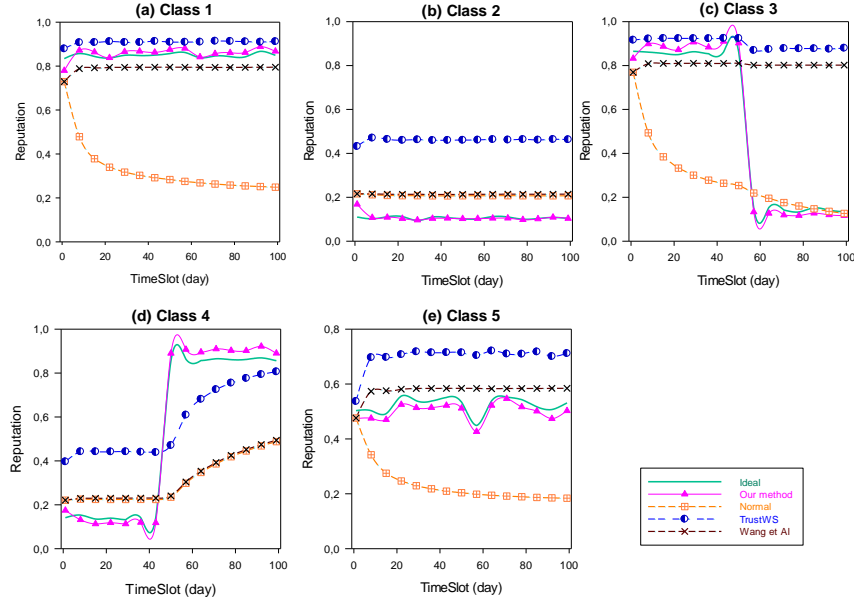 (a) Class 1
(b) Class 2
(c) Class 3
Reputation
1,0
0,8
0,6
0,4
0,2
0,0
0 20 40 60 80 100
TimeSlot (day)
Reputation
1,0
0,8
0,6
0,4
0,2
0,0
0 20 40 60 80 100
TimeSlot (day)
Reputation
1,0
0,8
0,6
0,4
0,2
0,0
0 20 40 60 80 100
TimeSlot (day)
(d) Class 4
(e) Class 5
Reputation
1,0
0,8
0,6
0,4
0,2
0,0
0 20 40 60 80 100
TimeSlot (day)
Reputation
0,8
0,6
0,4
0,2
0,0
0 20 40 60 80 100
TimeSlot (day)
Ideal
Our method
Normal
TrustWS
Wang et Al